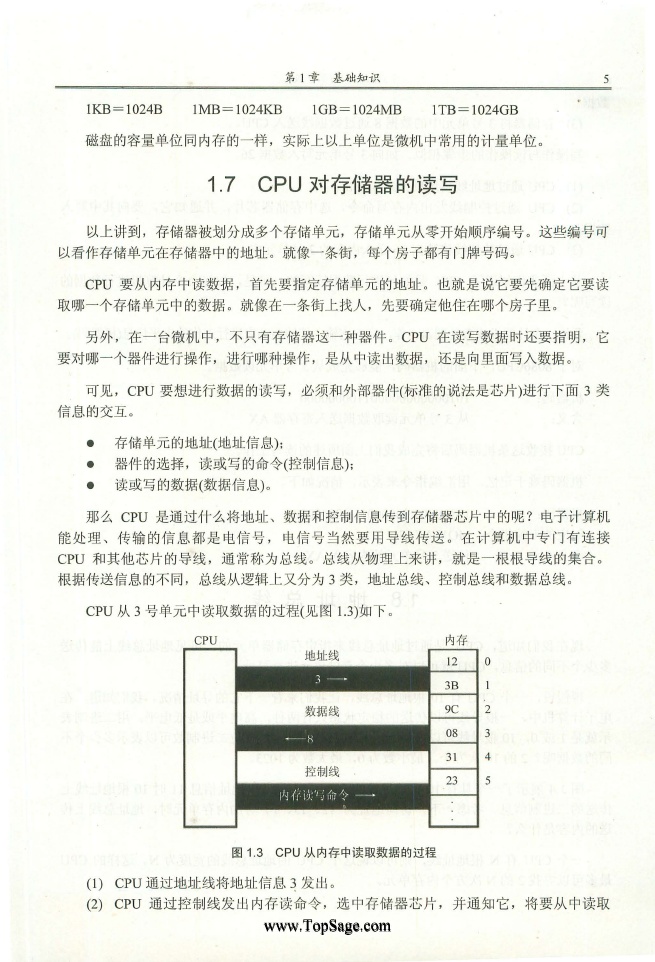 第1章 基础知识 5
1KB＝1024B 1MB＝1024KB 1GB＝1024MB 1TB＝1024GB
磁盘的容量单位同内存的一样，实际上以上单位是微机中常用的计量单位。
1.7 CPU 对存储器的读写
以上讲到，存储器被划分成多个存储单元，存储单元从零开始顺序编号。这些编号可
以看作存储单元在存储器中的地址。就像一条街，每个房子都有门牌号码。
CPU 要从内存中读数据，首先要指定存储单元的地址。也就是说它要先确定它要读
取哪一个存储单元中的数据。就像在一条街上找人，先要确定他住在哪个房子里。
另外，在一台微机中，不只有存储器这一种器件。CPU 在读写数据时还要指明，它
要对哪一个器件进行操作，进行哪种操作，是从中读出数据，还是向里面写入数据。
可见，CPU 要想进行数据的读写，必须和外部器件(标准的说法是芯片)进行下面 3 类
信息的交互。
● 存储单元的地址(地址信息)；
● 器件的选择，读或写的命令(控制信息)；
● 读或写的数据(数据信息)。
那么 CPU 是通过什么将地址、数据和控制信息传到存储器芯片中的呢？电子计算机
能处理、传输的信息都是电信号，电信号当然要用导线传送。在计算机中专门有连接
CPU 和其他芯片的导线，通常称为总线。总线从物理上来讲，就是一根根导线的集合。
根据传送信息的不同，总线从逻辑上又分为 3 类，地址总线、控制总线和数据总线。
CPU 从 3 号单元中读取数据的过程(见图 1.3)如下。
CPU 内存
地址线
12 0
3 →
3B 1
数据线
9C 2
←8
08 3
31 4
控制线
23 5
内存读写命令 →
图 1.3 CPU 从内存中读取数据的过程
(1) CPU 通过地址线将地址信息 3 发出。
(2) CPU 通过控制线发出内存读命令，选中存储器芯片，并通知它，将要从中读取
www.TopSage.com